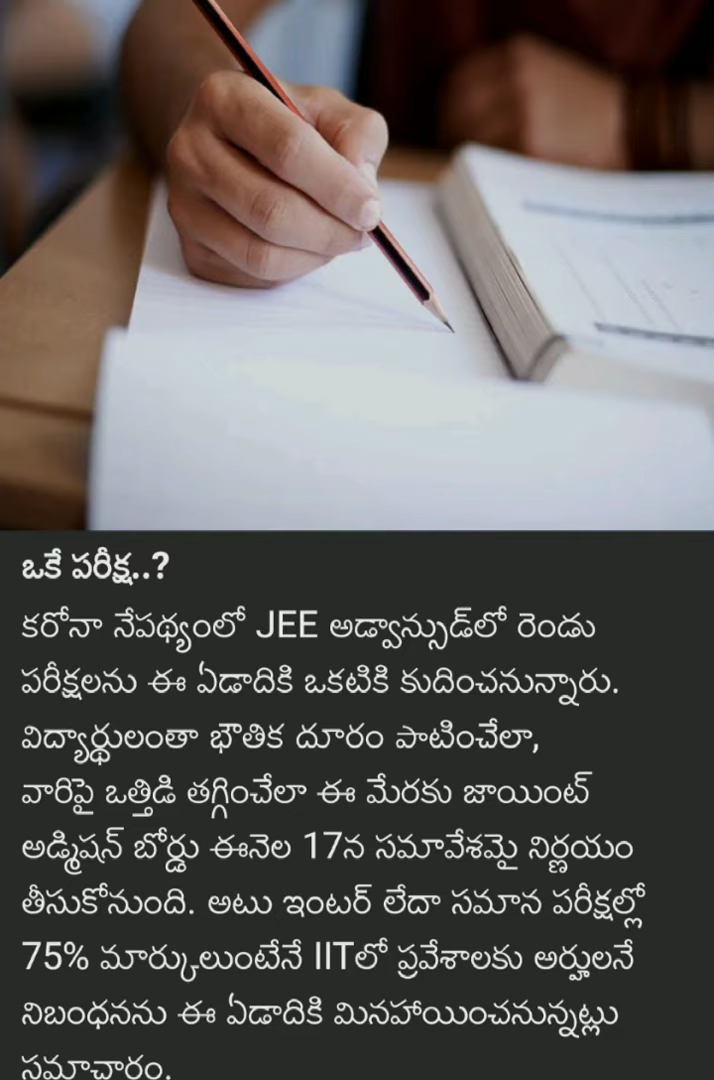 ఒకే పరీక్ష..?
కరోనా నేపథ్యంలో JEE అడ్వాన్సుడ్‌లో రెండు
పరీక్షలను ఈ ఏడాదికి ఒకటికి కుదించనున్నారు.
విద్యార్థులంతా భౌతిక దూరం పాటించేలా,
వారిపై ఒత్తిడి తగ్గించేలా ఈ మేరకు జాయింట్
అడ్మిషన్ బోర్డు ఈనెల 17న సమావేశమై నిర్ణయం
తీసుకోనుంది. అటు ఇంటర్ లేదా సమాన పరీక్షల్లో
75% మార్కులుంటేనే IITలో ప్రవేశాలకు అర్హులనే
నిబంధనను ఈ ఏడాదికి మినహాయించనున్నట్లు
సమాచారం.